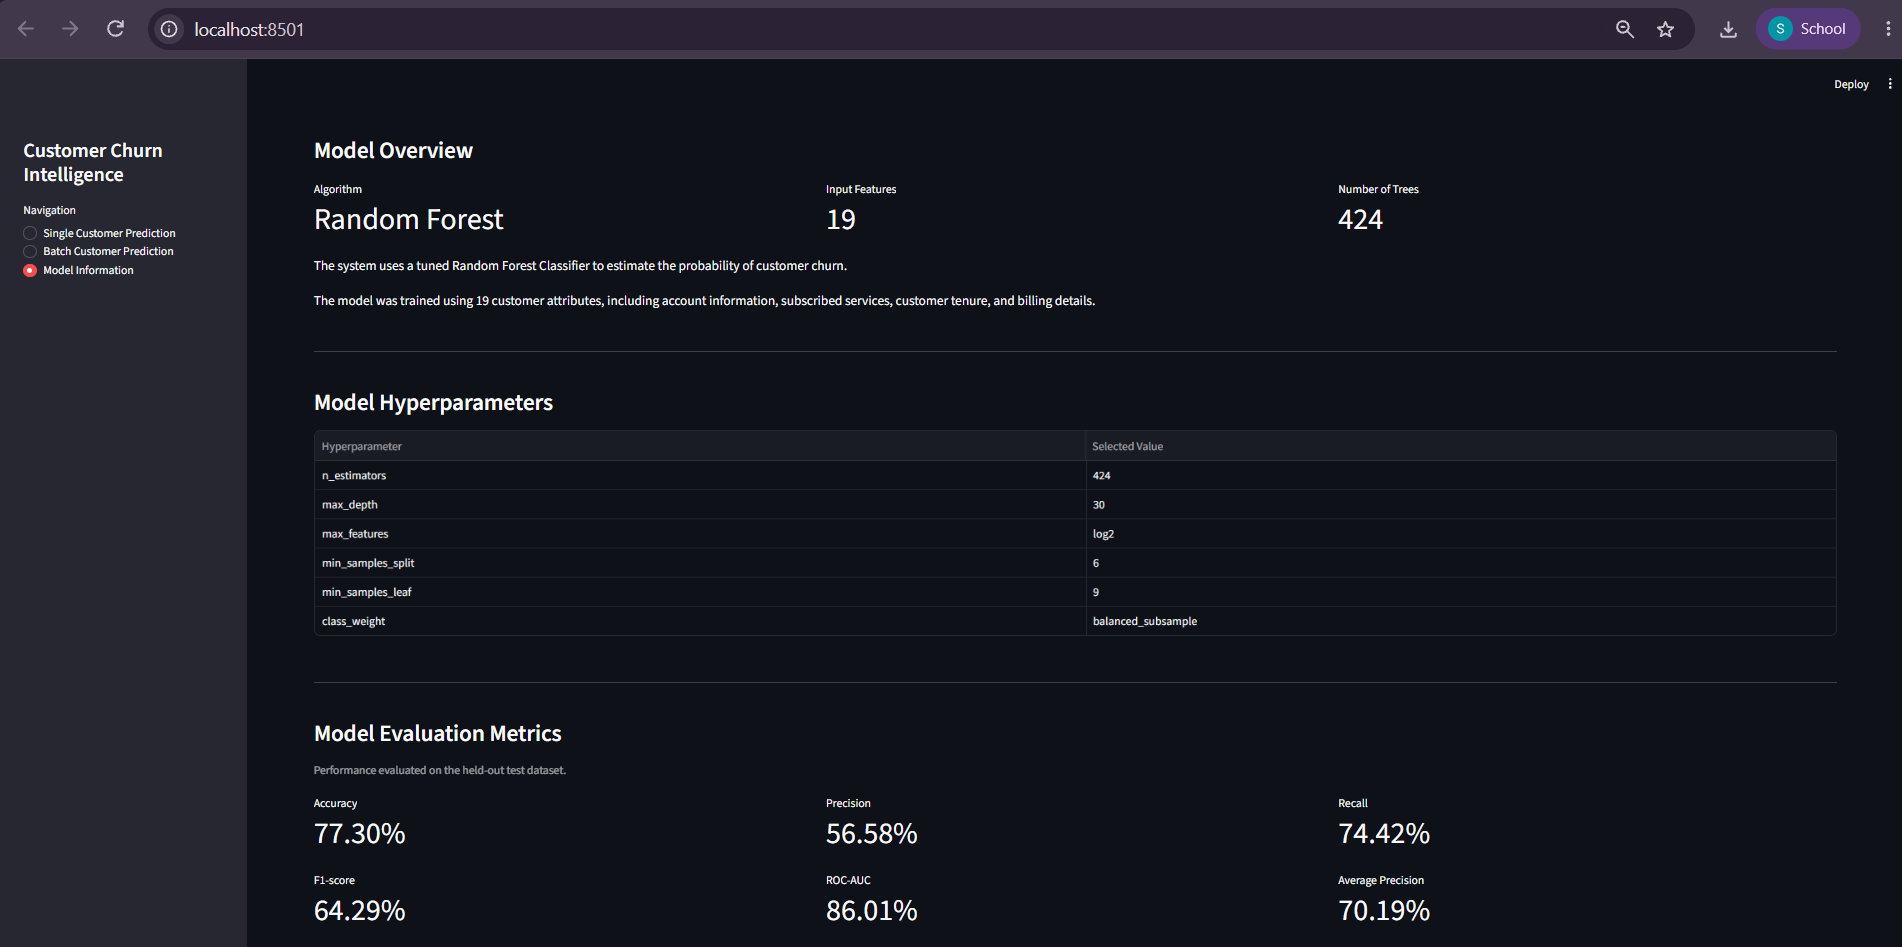 localhost:8501
S School
Deploy
Customer Churn
Intelligence
Navigation
Single Customer Prediction
Batch Customer Prediction
Model Information
Model Overview
Algorithm Input Features Number of Trees
Random Forest 19 424
The system uses a tuned Random Forest Classifier to estimate the probability of customer churn.
The model was trained using 19 customer attributes, including account information, subscribed services, customer tenure, and billing details.
Model Hyperparameters
Hyperparameter Selected Value
n_estimators 424
max_depth 30
max_features log2
min_samples_split 6
min_samples_leaf 9
class_weight balanced_subsample
Model Evaluation Metrics
Performance evaluated on the held-out test dataset.
Accuracy Precision Recall
77.30% 56.58% 74.42%
F1-score ROC-AUC Average Precision
64.29% 86.01% 70.19%